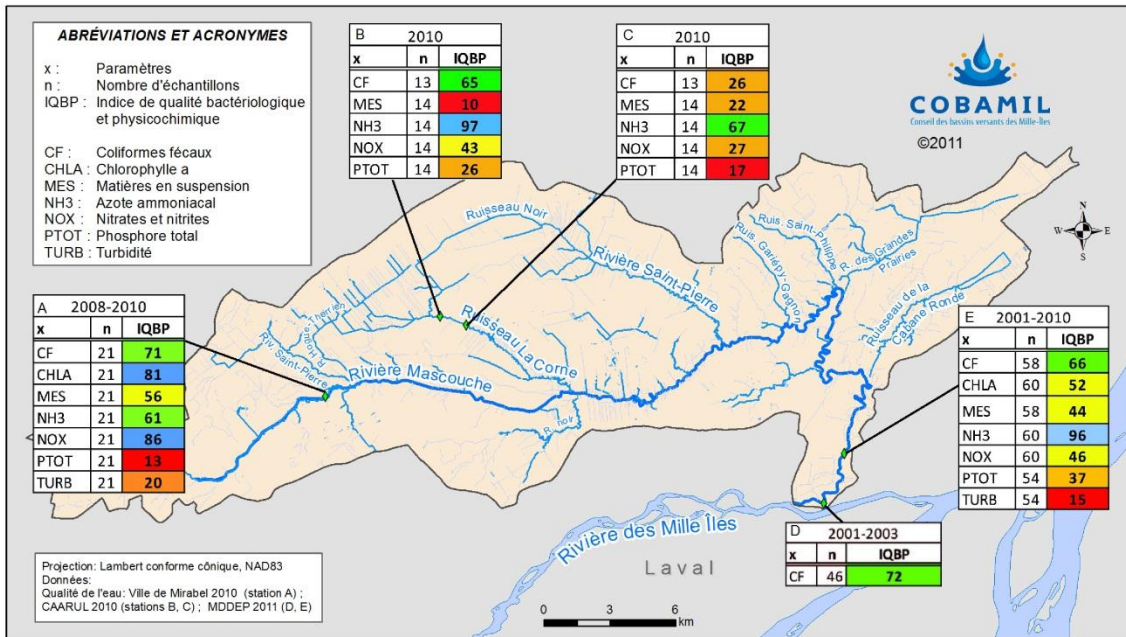 ABRÉVIATIONS ET ACRONYMES
x : Paramètres
n : Nombre d'échantillons
IQBP : Indice de qualité bactériologique
et physicochimique
CF : Coliformes fécaux
CHLA : Chlorophylle a
MES : Matières en suspension
NH3 : Azote ammoniacal
NOX : Nitrates et nitrites
PTOT : Phosphore total
TURB : Turbidité
B 2010
x n IQBP
CF 13 65
MES 14 10
NH3 14 97
NOX 14 43
PTOT 14 26
C 2010
x n IQBP
CF 13 26
MES 14 22
NH3 14 67
NOX 14 27
PTOT 14 17
COBAMIL
Conseil des bassins versants des Mille-Îles
©2011
N
W E
S
Ruisseau Noir
Rivière Saint-Pierre
Ruis. Gariépy-Gagnon
Ruis. Saint-Philippe
R. des Grandes
Prairies
Ruisseau de la
Cabane Ronde
Riv. Saint-Pierre
Ruisseau La Corne
Rivière Mascouche
R. noir
A 2008-2010
x n IQBP
CF 21 71
CHLA 21 81
MES 21 56
NH3 21 61
NOX 21 86
PTOT 21 13
TURB 21 20
E 2001-2010
x n IQBP
CF 58 66
CHLA 60 52
MES 58 44
NH3 60 96
NOX 60 46
PTOT 54 37
TURB 54 15
Rivière des Mille Îles
Laval
D 2001-2003
x n IQBP
CF 46 72
Projection: Lambert conforme cônique, NAD83
Données:
Qualité de l'eau: Ville de Mirabel 2010 (station A) ;
CAARUL 2010 (stations B, C) ; MDDEP 2011 (D, E)
0 3 6
km